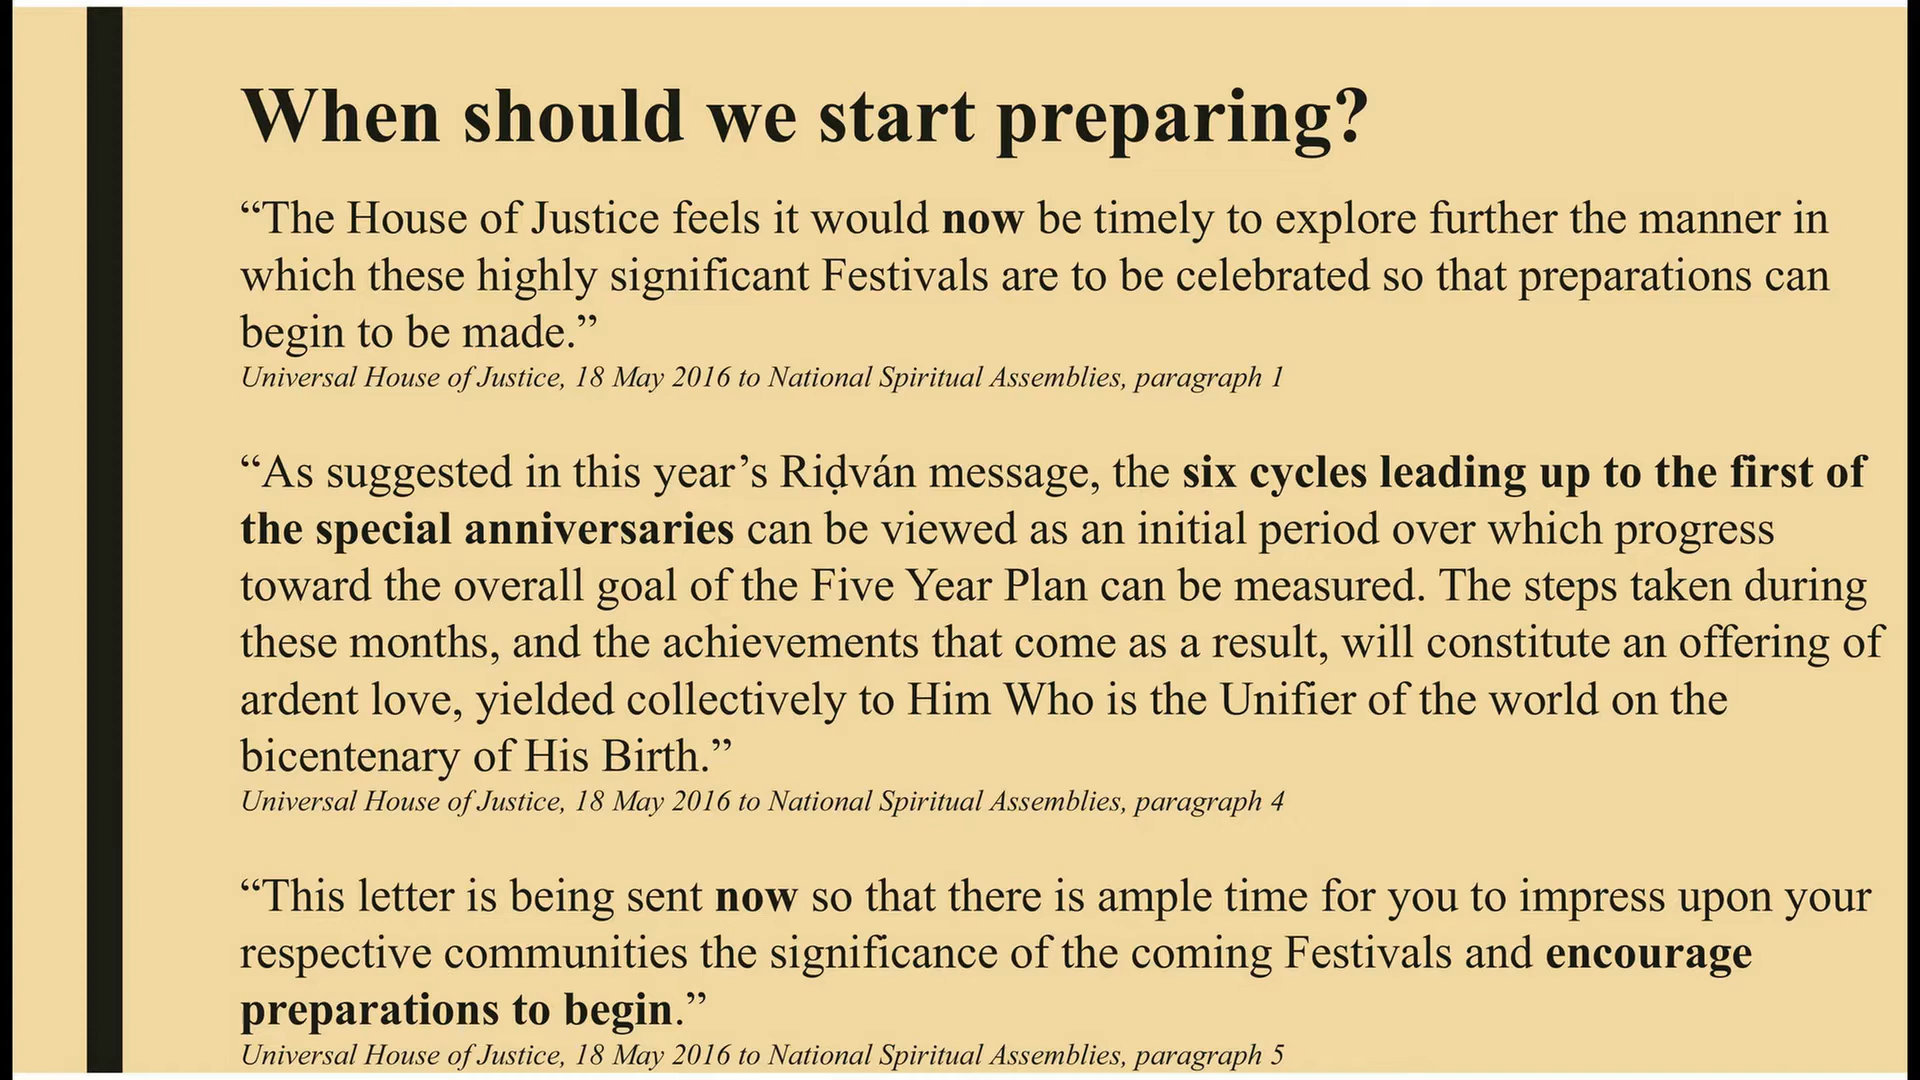 When should we start preparing?
“The House of Justice feels it would now be timely to explore further the manner in
which these highly significant Festivals are to be celebrated so that preparations can
begin to be made.”
Universal House of Justice, 18 May 2016 to National Spiritual Assemblies, paragraph 1
“As suggested in this year’s Riḍván message, the six cycles leading up to the first of
the special anniversaries can be viewed as an initial period over which progress
toward the overall goal of the Five Year Plan can be measured. The steps taken during
these months, and the achievements that come as a result, will constitute an offering of
ardent love, yielded collectively to Him Who is the Unifier of the world on the
bicentenary of His Birth.”
Universal House of Justice, 18 May 2016 to National Spiritual Assemblies, paragraph 4
“This letter is being sent now so that there is ample time for you to impress upon your
respective communities the significance of the coming Festivals and encourage
preparations to begin.”
Universal House of Justice, 18 May 2016 to National Spiritual Assemblies, paragraph 5